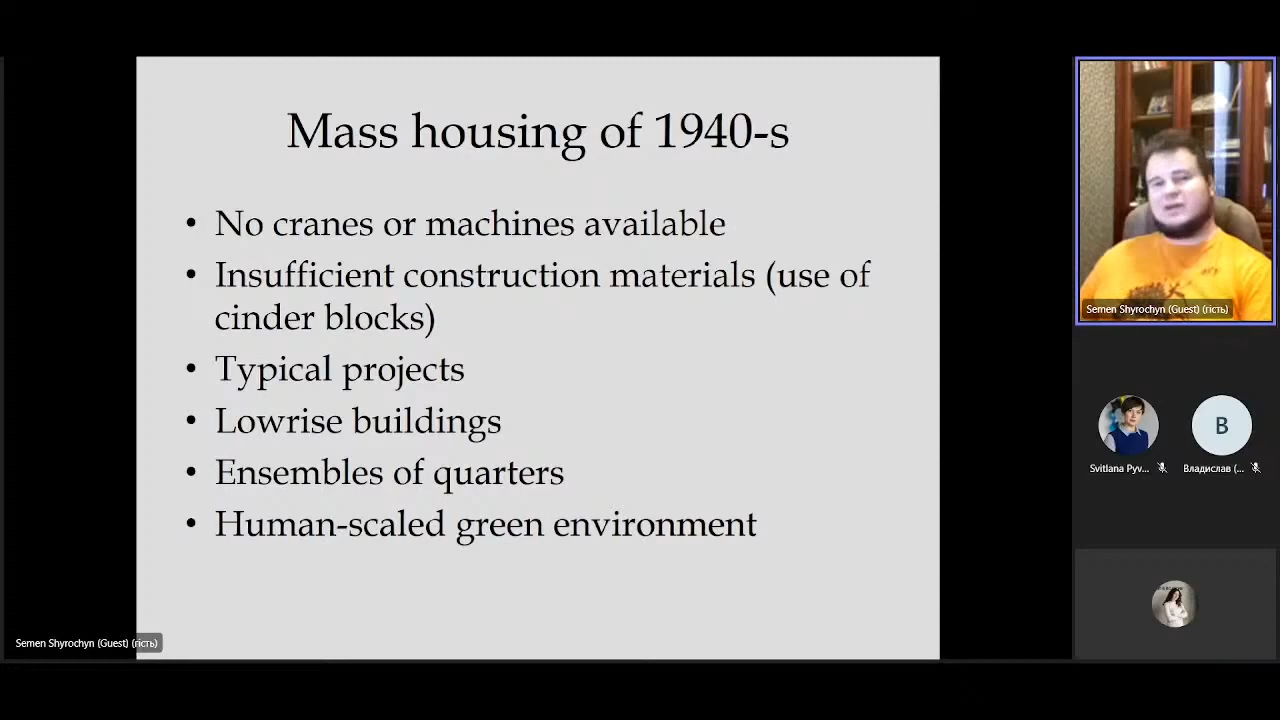 Mass housing of 1940-s
• No cranes or machines available
• Insufficient construction materials (use of
cinder blocks)
• Typical projects
• Lowrise buildings
• Ensembles of quarters
• Human-scaled green environment
Semen Shyrochyn (Guest) (гість)
Semen Shyrochyn (Guest) (гість)
B
Svitlana Pyv...
Владислав (...